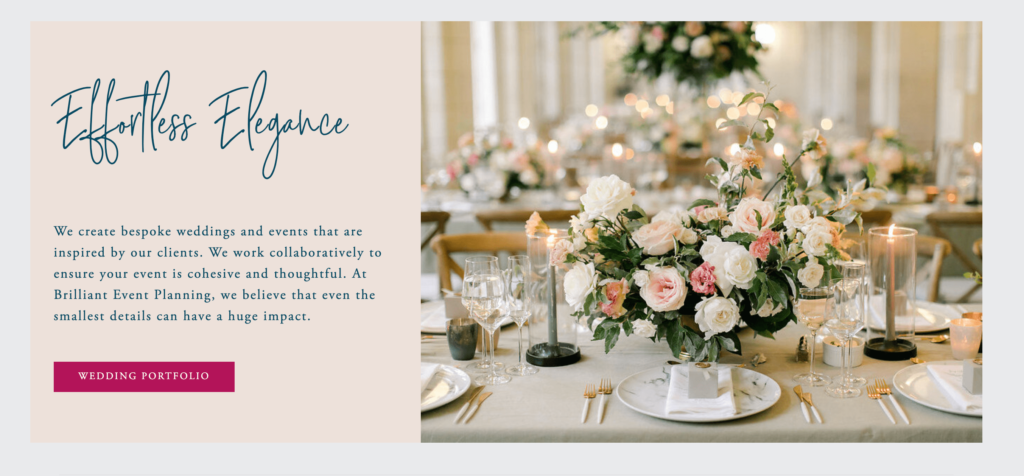 Effortless Elegance
We create bespoke weddings and events that are
inspired by our clients. We work collaboratively to
ensure your event is cohesive and thoughtful. At
Brilliant Event Planning, we believe that even the
smallest details can have a huge impact.
WEDDING PORTFOLIO